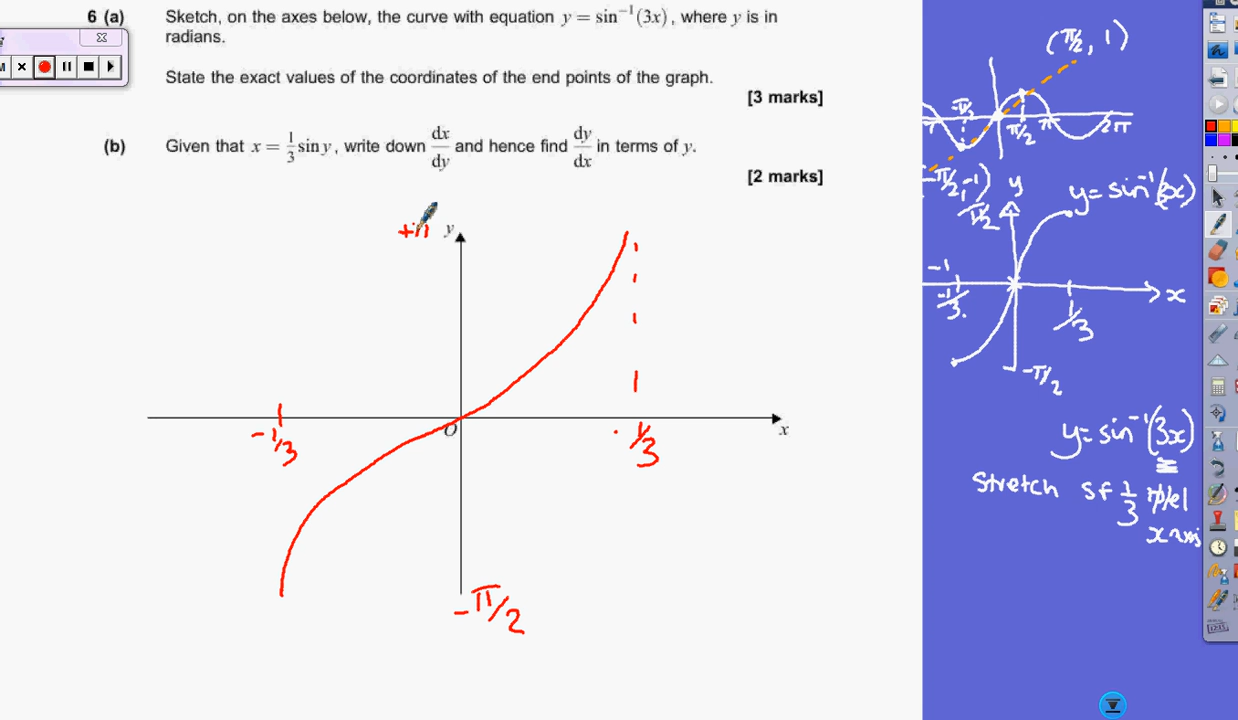 6 (a) Sketch, on the axes below, the curve with equation y = sin⁻¹(3x), where y is in
radians.
State the exact values of the coordinates of the end points of the graph.
[3 marks]
(b) Given that x = 1/3 sin y, write down dx/dy and hence find dy/dx in terms of y.
[2 marks]
y
-1/3
O
1/3
x
-π/2
(π/2, 1)
-π/2
π/2
π
2π
-π/2, -1)
π/2
y
y = sin⁻¹(3x)
-1
-1/3
1/3
x
-π/2
y = sin⁻¹(3x)
Stretch sf 1/3
x axis